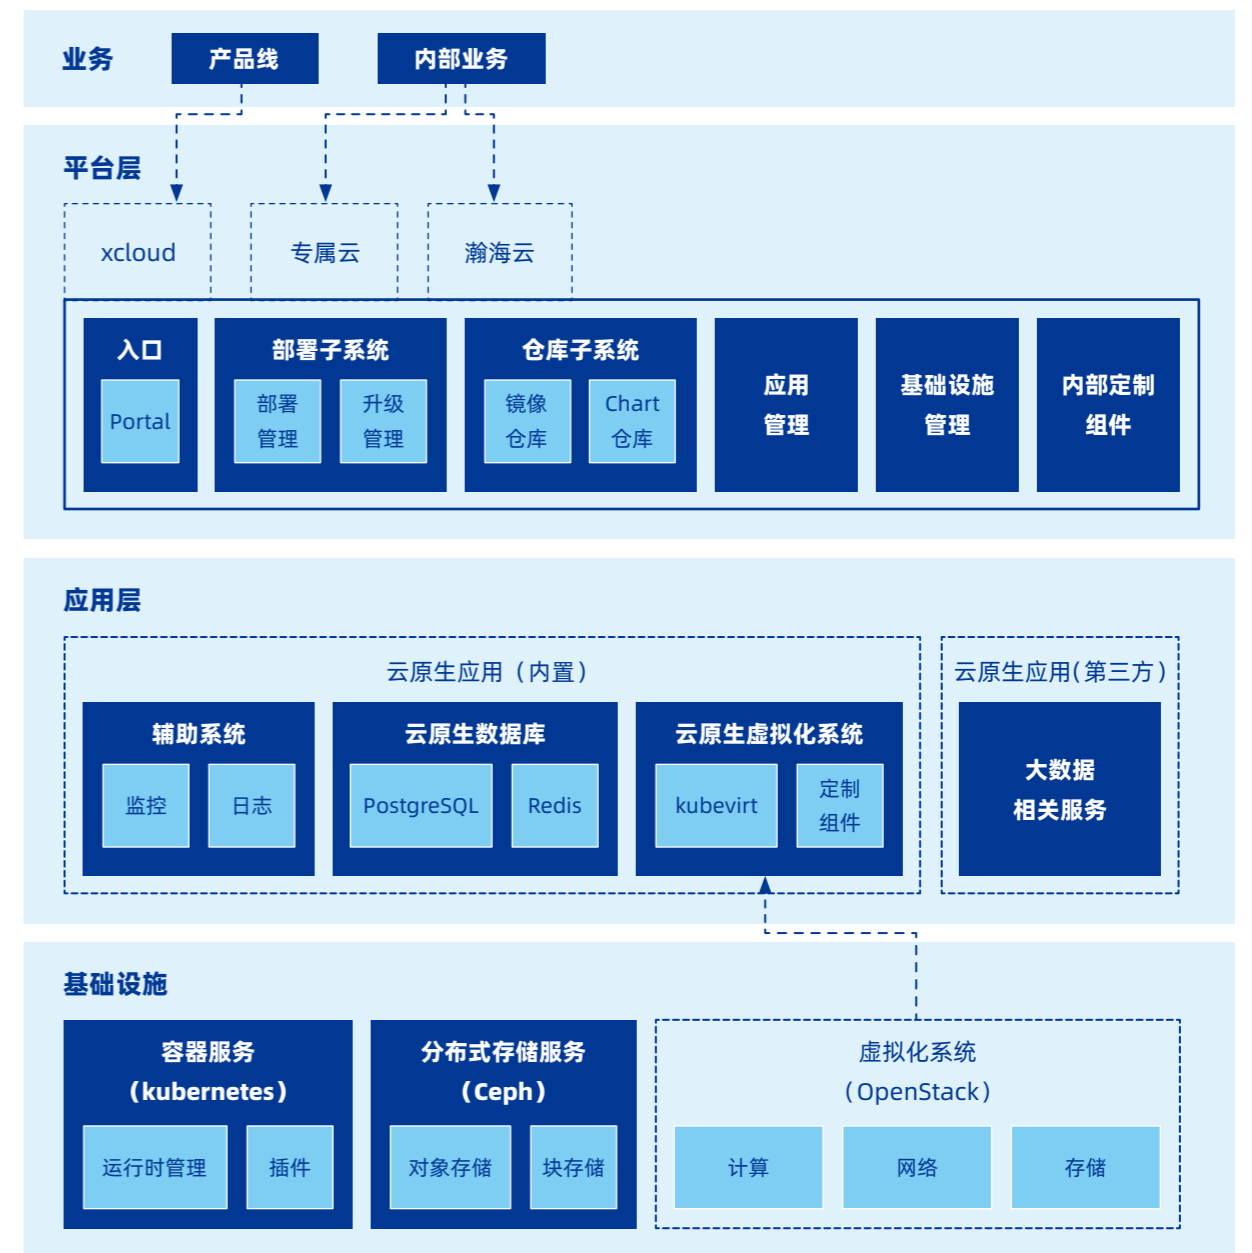 业务
产品线
内部业务
平台层
xcloud
专属云
瀚海云
入口
Portal
部署子系统
部署
管理
升级
管理
仓库子系统
镜像
仓库
Chart
仓库
应用
管理
基础设施
管理
内部定制
组件
应用层
云原生应用（内置）
辅助系统
监控
日志
云原生数据库
PostgreSQL
Redis
云原生虚拟化系统
kubevirt
定制
组件
云原生应用(第三方)
大数据
相关服务
基础设施
容器服务
（kubernetes）
运行时管理
插件
分布式存储服务
（Ceph）
对象存储
块存储
虚拟化系统
（OpenStack）
计算
网络
存储